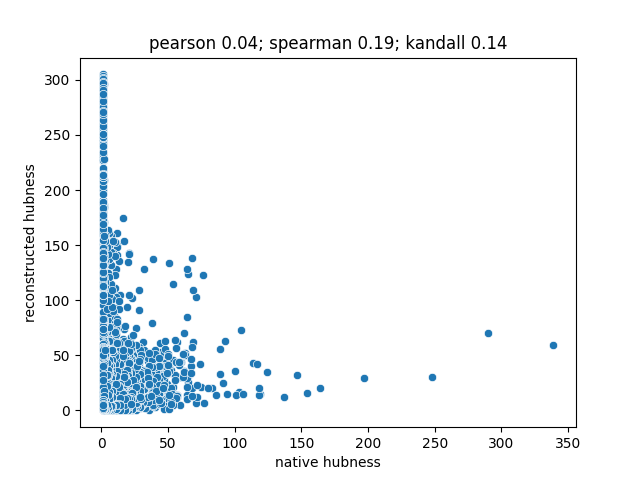 pearson 0.04; spearman 0.19; kandall 0.14
300
250
200
150
100
50
0
reconstructed hubness
0 50 100 150 200 250 300 350
native hubness